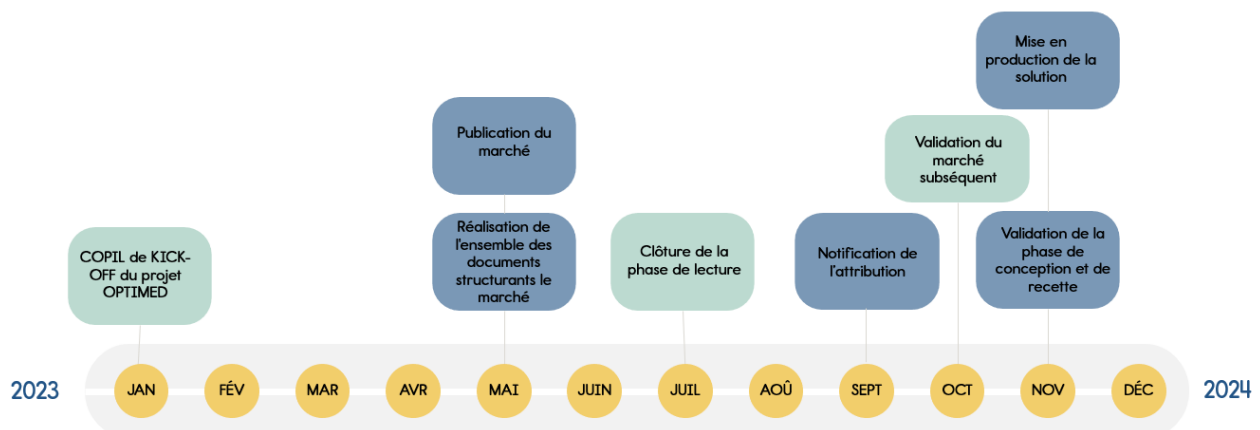 Mise en
production de la
solution
Publication du
marché
Validation du
marché
subséquent
COPIL de KICK-
OFF du projet
OPTIMED
Réalisation de
l'ensemble des
documents
structurants le
marché
Clôture de la
phase de lecture
Notification de
l'attribution
Validation de la
phase de
conception et de
recette
2023
JAN
FÉV
MAR
AVR
MAI
JUIN
JUIL
AOÛ
SEPT
OCT
NOV
DÉC
2024